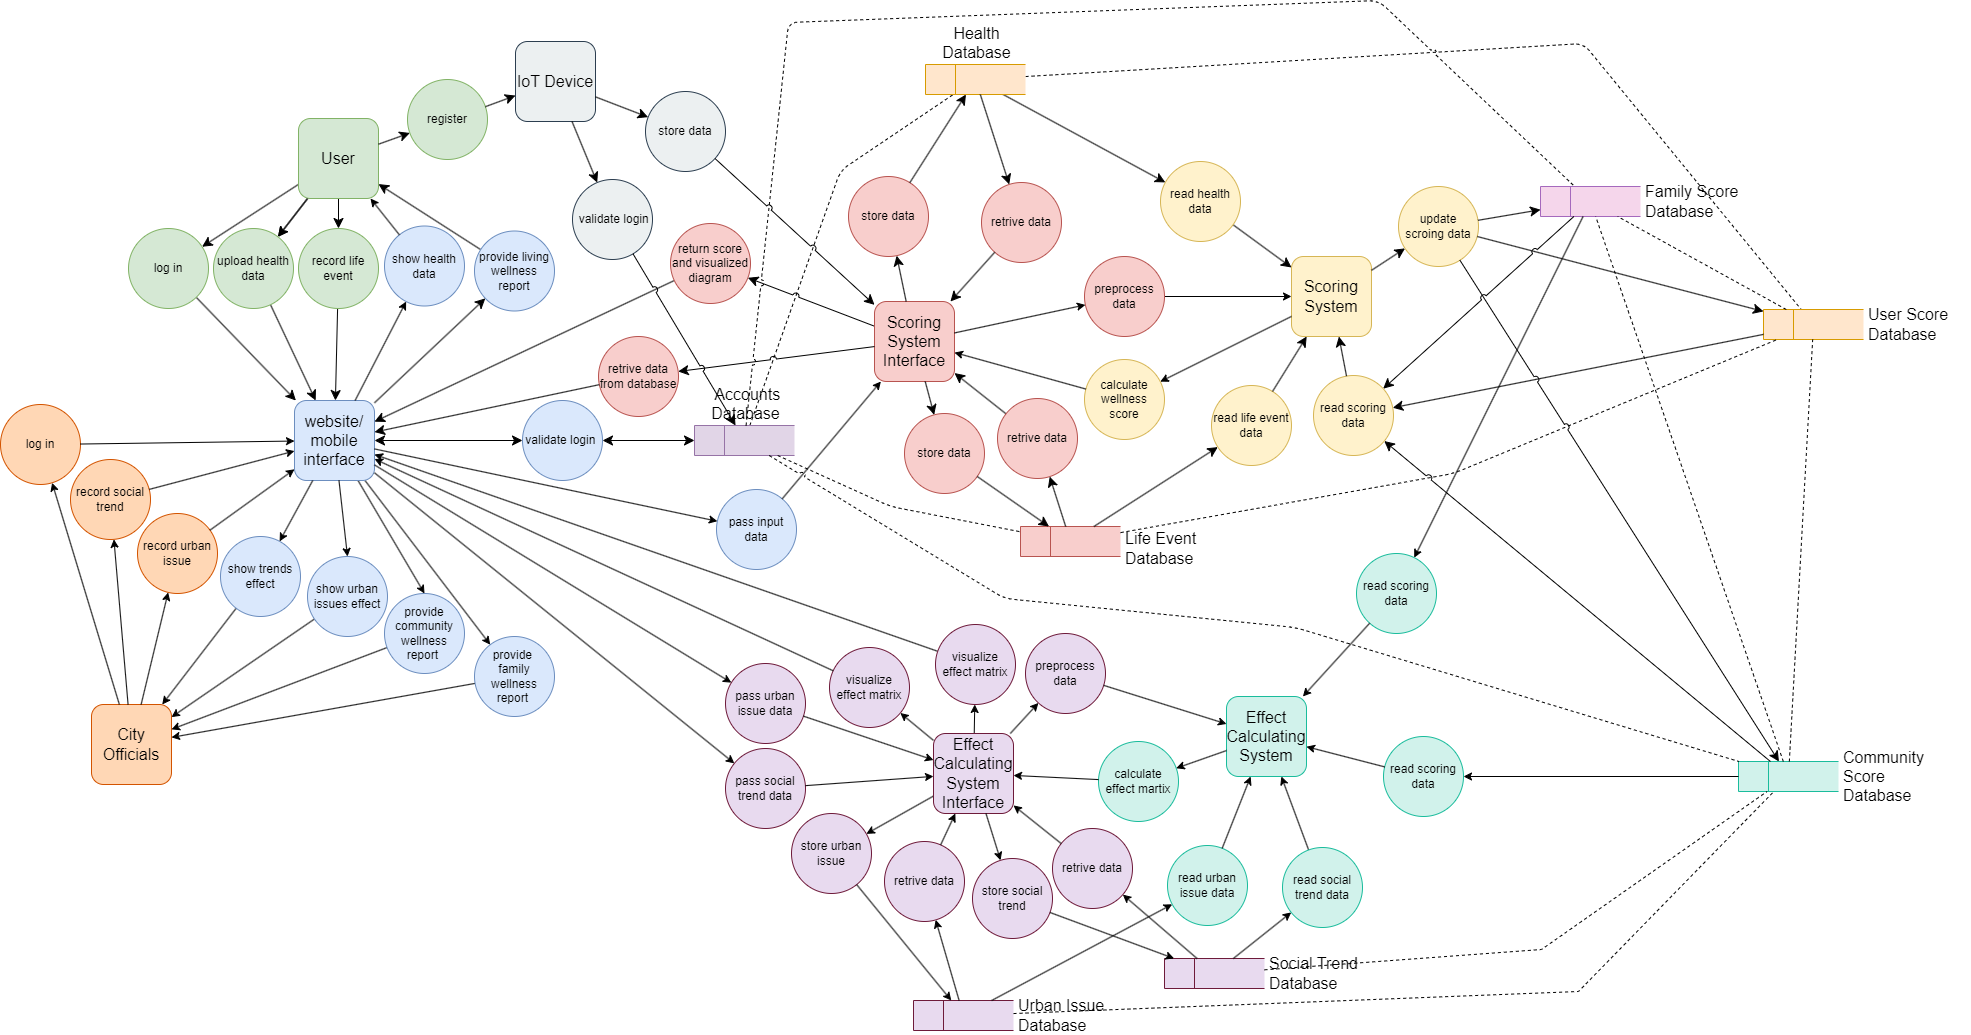 Health
Database
IoT Device
register
store data
User
Family Score
Database
read health
data
validate login
store data
retrive data
update
scroing data
log in
upload health
data
record life
event
show health
data
provide living
wellness
report
return score
and visualized
diagram
preprocess
data
Scoring
System
User Score
Database
Scoring
System
Interface
retrive data
from database
calculate
wellness
score
Accounts
Database
read life event
data
read scoring
data
log in
website/
mobile
interface
validate login
store data
retrive data
record social
trend
pass input
data
Life Event
Database
record urban
issue
show trends
effect
show urban
issues effect
provide
community
wellness
report
provide
family
wellness
report
read scoring
data
visualize
effect matrix
preprocess
data
visualize
effect matrix
pass urban
issue data
City
Officials
Effect
Calculating
System
Effect
Calculating
System
Interface
pass social
trend data
calculate
effect martix
read scoring
data
Community
Score
Database
store urban
issue
retrive data
store social
trend
retrive data
read urban
issue data
read social
trend data
Social Trend
Database
Urban Issue
Database